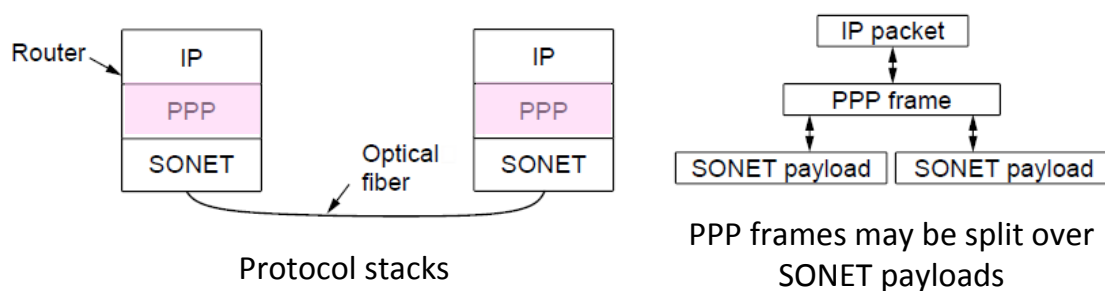 Router
IP
PPP
SONET
Optical
fiber
IP
PPP
SONET
Protocol stacks
IP packet
PPP frame
SONET payload
SONET payload
PPP frames may be split over
SONET payloads